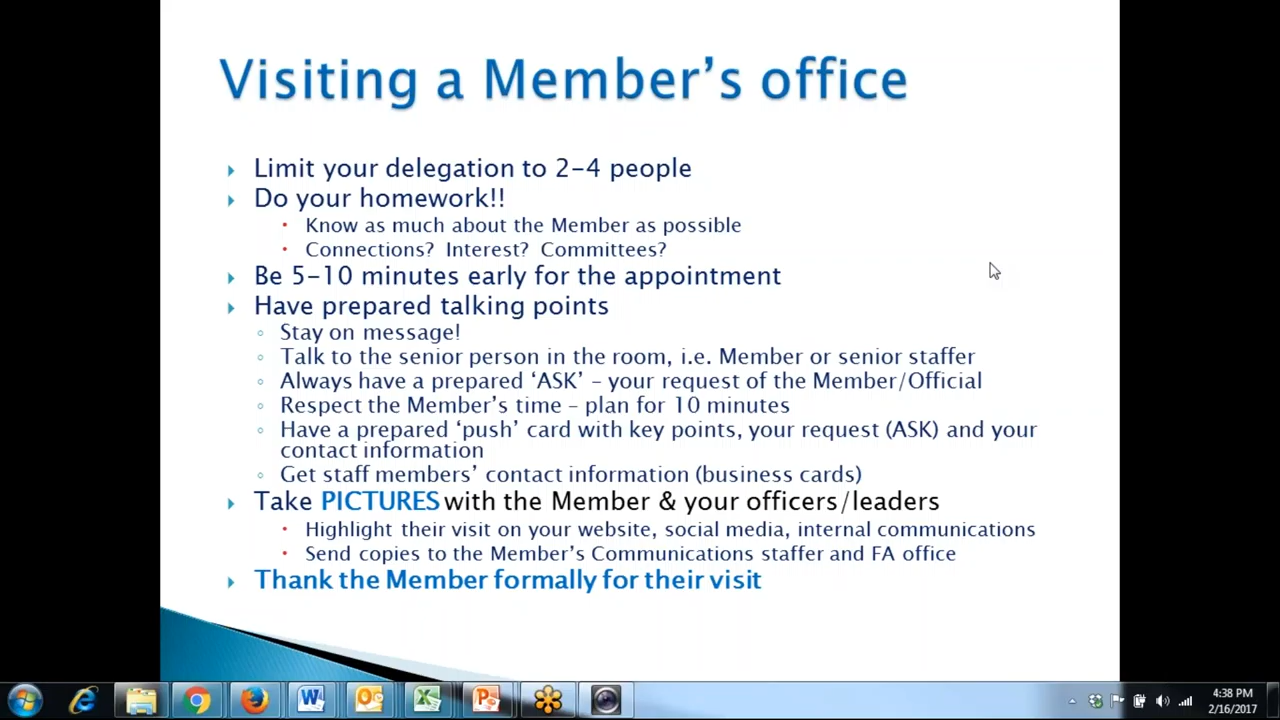 Visiting a Member's office
Limit your delegation to 2-4 people
Do your homework!!
Know as much about the Member as possible
Connections? Interest? Committees?
Be 5-10 minutes early for the appointment
Have prepared talking points
Stay on message!
Talk to the senior person in the room, i.e. Member or senior staffer
Always have a prepared 'ASK' – your request of the Member/Official
Respect the Member's time – plan for 10 minutes
Have a prepared 'push' card with key points, your request (ASK) and your
contact information
Get staff members' contact information (business cards)
Take PICTURES with the Member & your officers/leaders
Highlight their visit on your website, social media, internal communications
Send copies to the Member's Communications staffer and FA office
Thank the Member formally for their visit
4:38 PM
2/16/2017